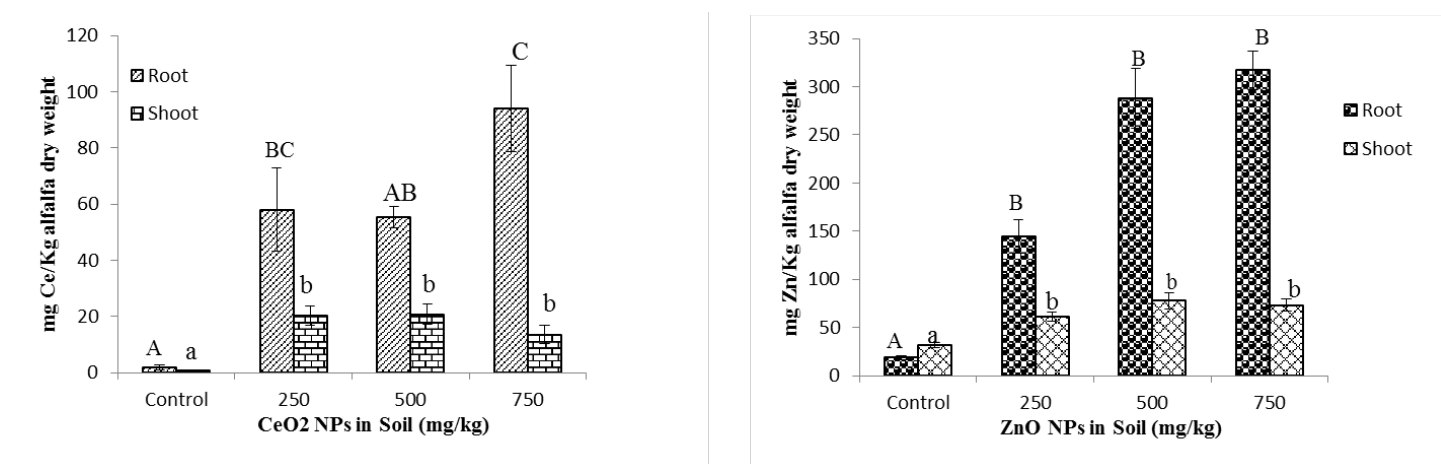 mg Ce/Kg alfalfa dry weight
120
100
80
60
40
20
0
Root
Shoot
A
a
BC
b
AB
b
C
b
Control
250
500
750
CeO2 NPs in Soil (mg/kg)
mg Zn/Kg alfalfa dry weight
350
300
250
200
150
100
50
0
A
a
B
b
B
b
B
b
Root
Shoot
Control
250
500
750
ZnO NPs in Soil (mg/kg)